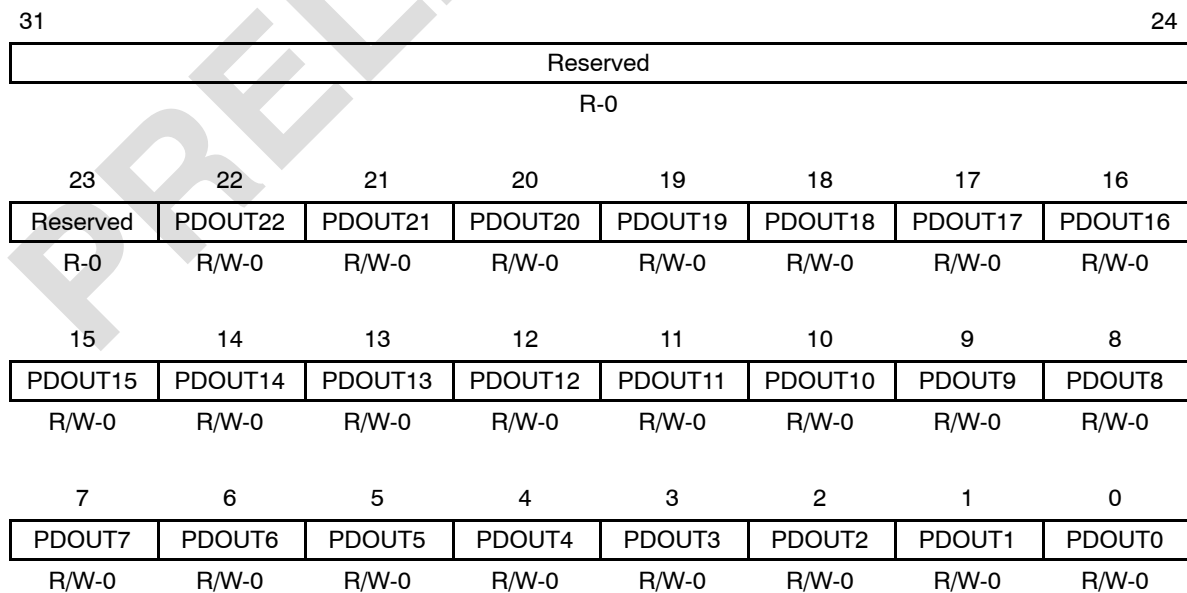 31 24
Reserved
R-0
23 22 21 20 19 18 17 16
Reserved PDOUT22 PDOUT21 PDOUT20 PDOUT19 PDOUT18 PDOUT17 PDOUT16
R-0 R/W-0 R/W-0 R/W-0 R/W-0 R/W-0 R/W-0 R/W-0
15 14 13 12 11 10 9 8
PDOUT15 PDOUT14 PDOUT13 PDOUT12 PDOUT11 PDOUT10 PDOUT9 PDOUT8
R/W-0 R/W-0 R/W-0 R/W-0 R/W-0 R/W-0 R/W-0 R/W-0
7 6 5 4 3 2 1 0
PDOUT7 PDOUT6 PDOUT5 PDOUT4 PDOUT3 PDOUT2 PDOUT1 PDOUT0
R/W-0 R/W-0 R/W-0 R/W-0 R/W-0 R/W-0 R/W-0 R/W-0